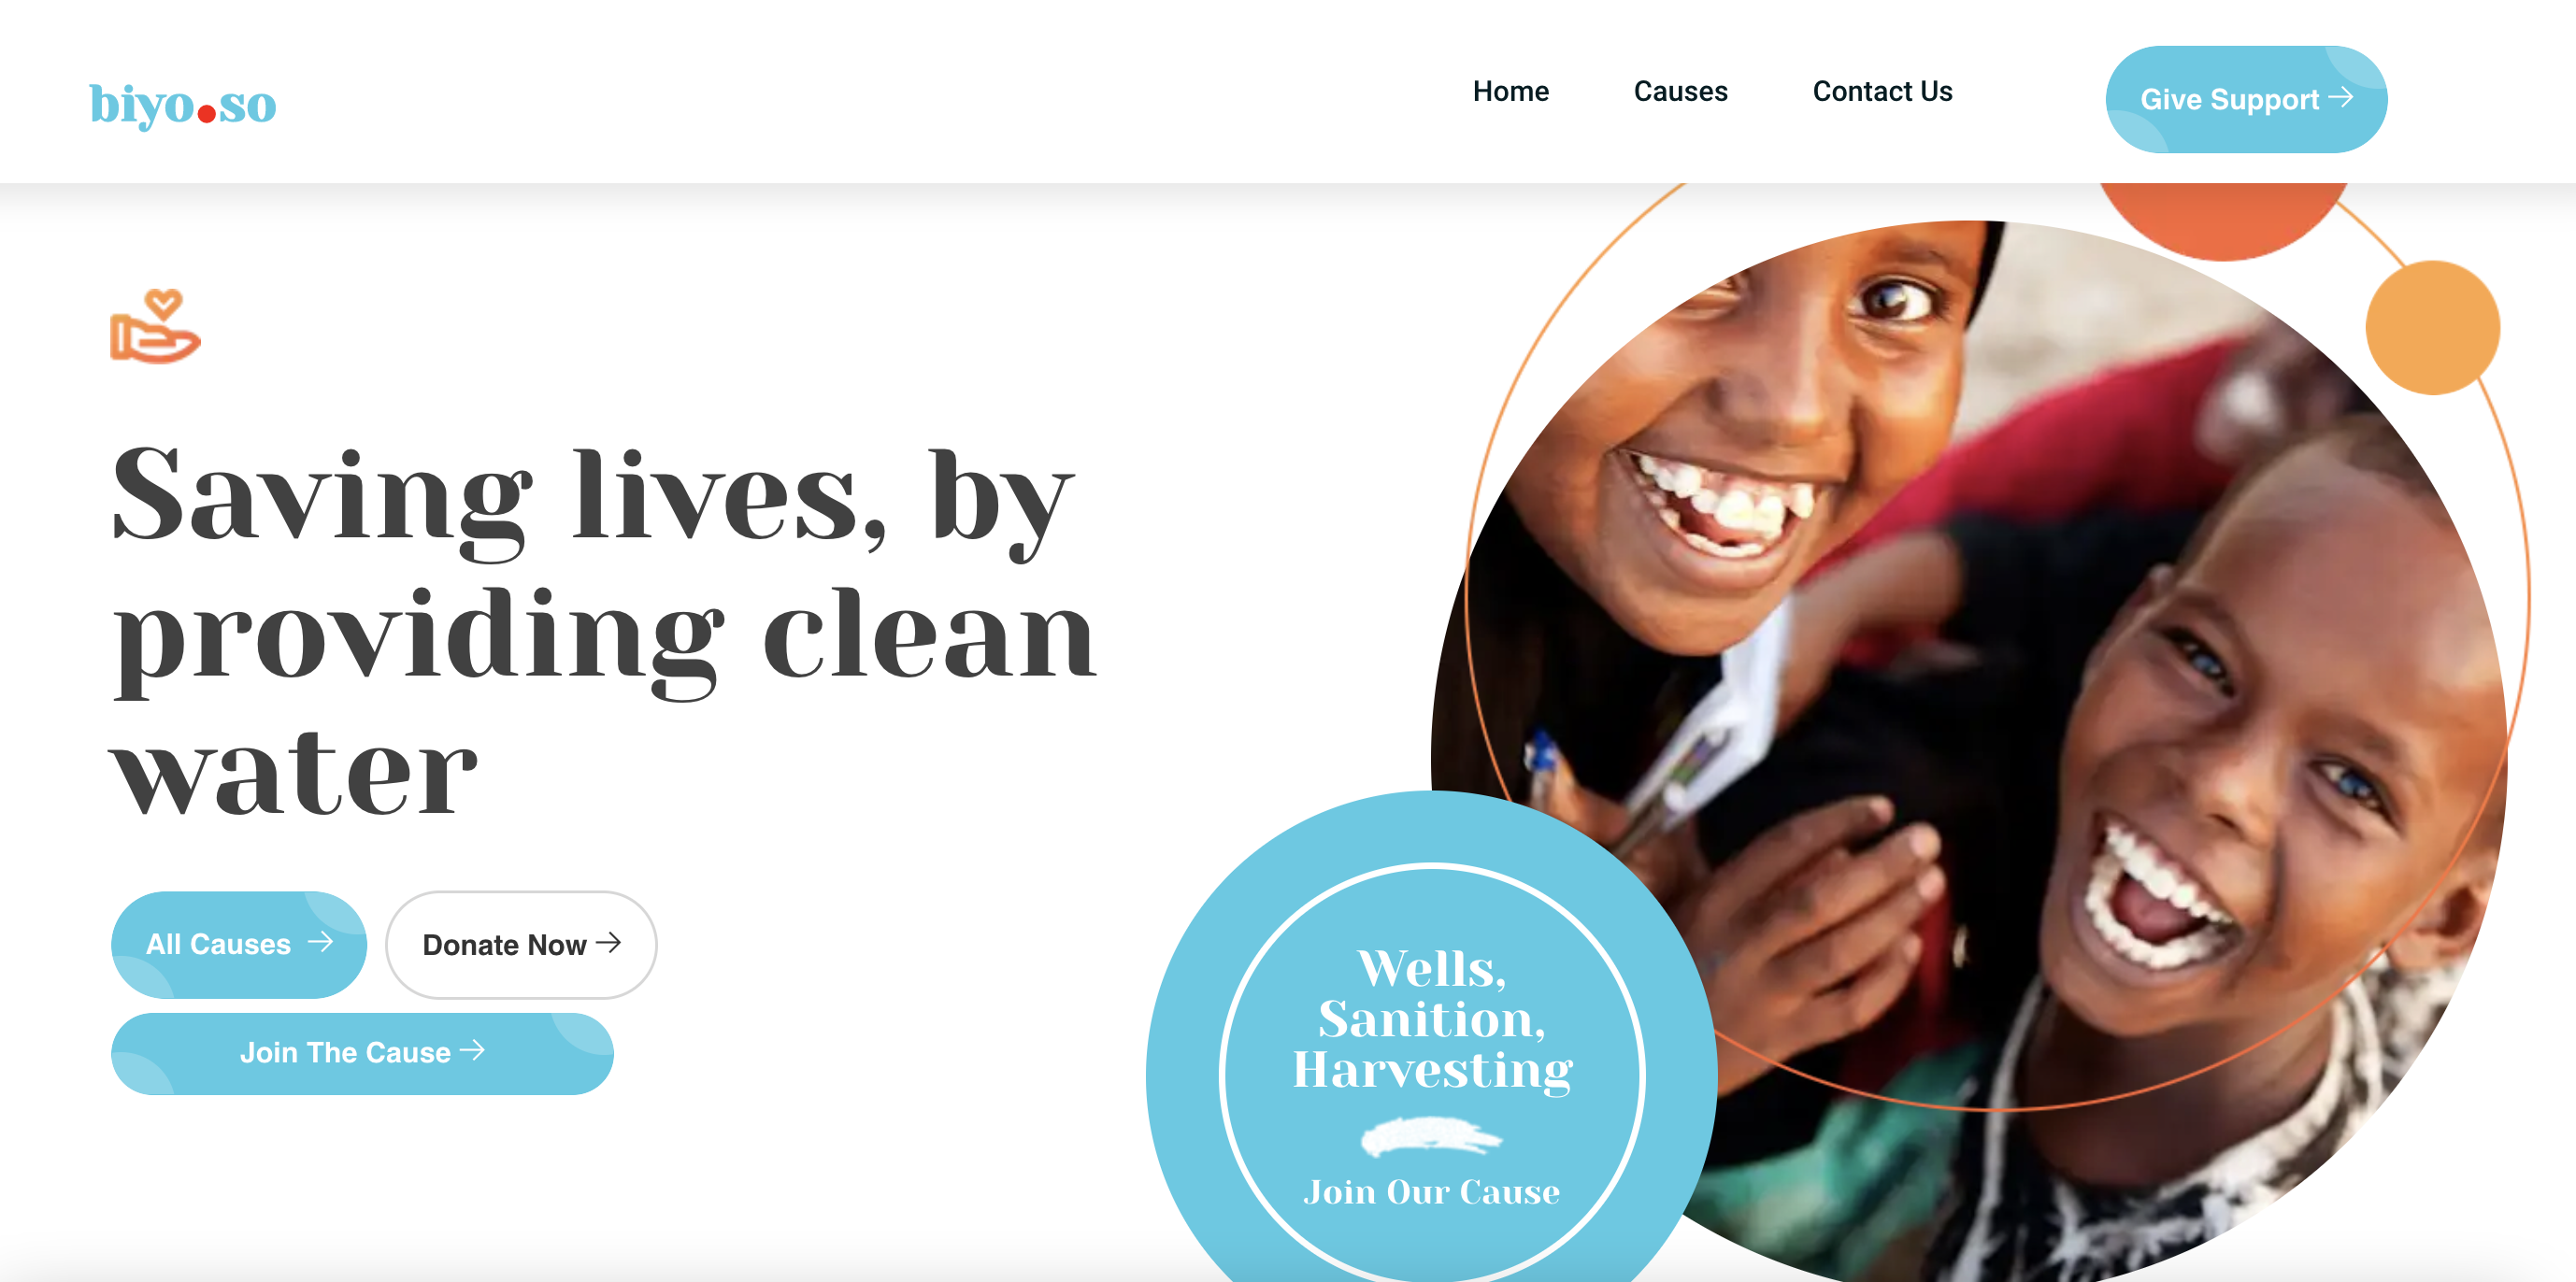 biyo.so
Home
Causes
Contact Us
Give Support
Saving lives, by
providing clean
water
All Causes
Donate Now
Join The Cause
Wells,
Sanition,
Harvesting
Join Our Cause